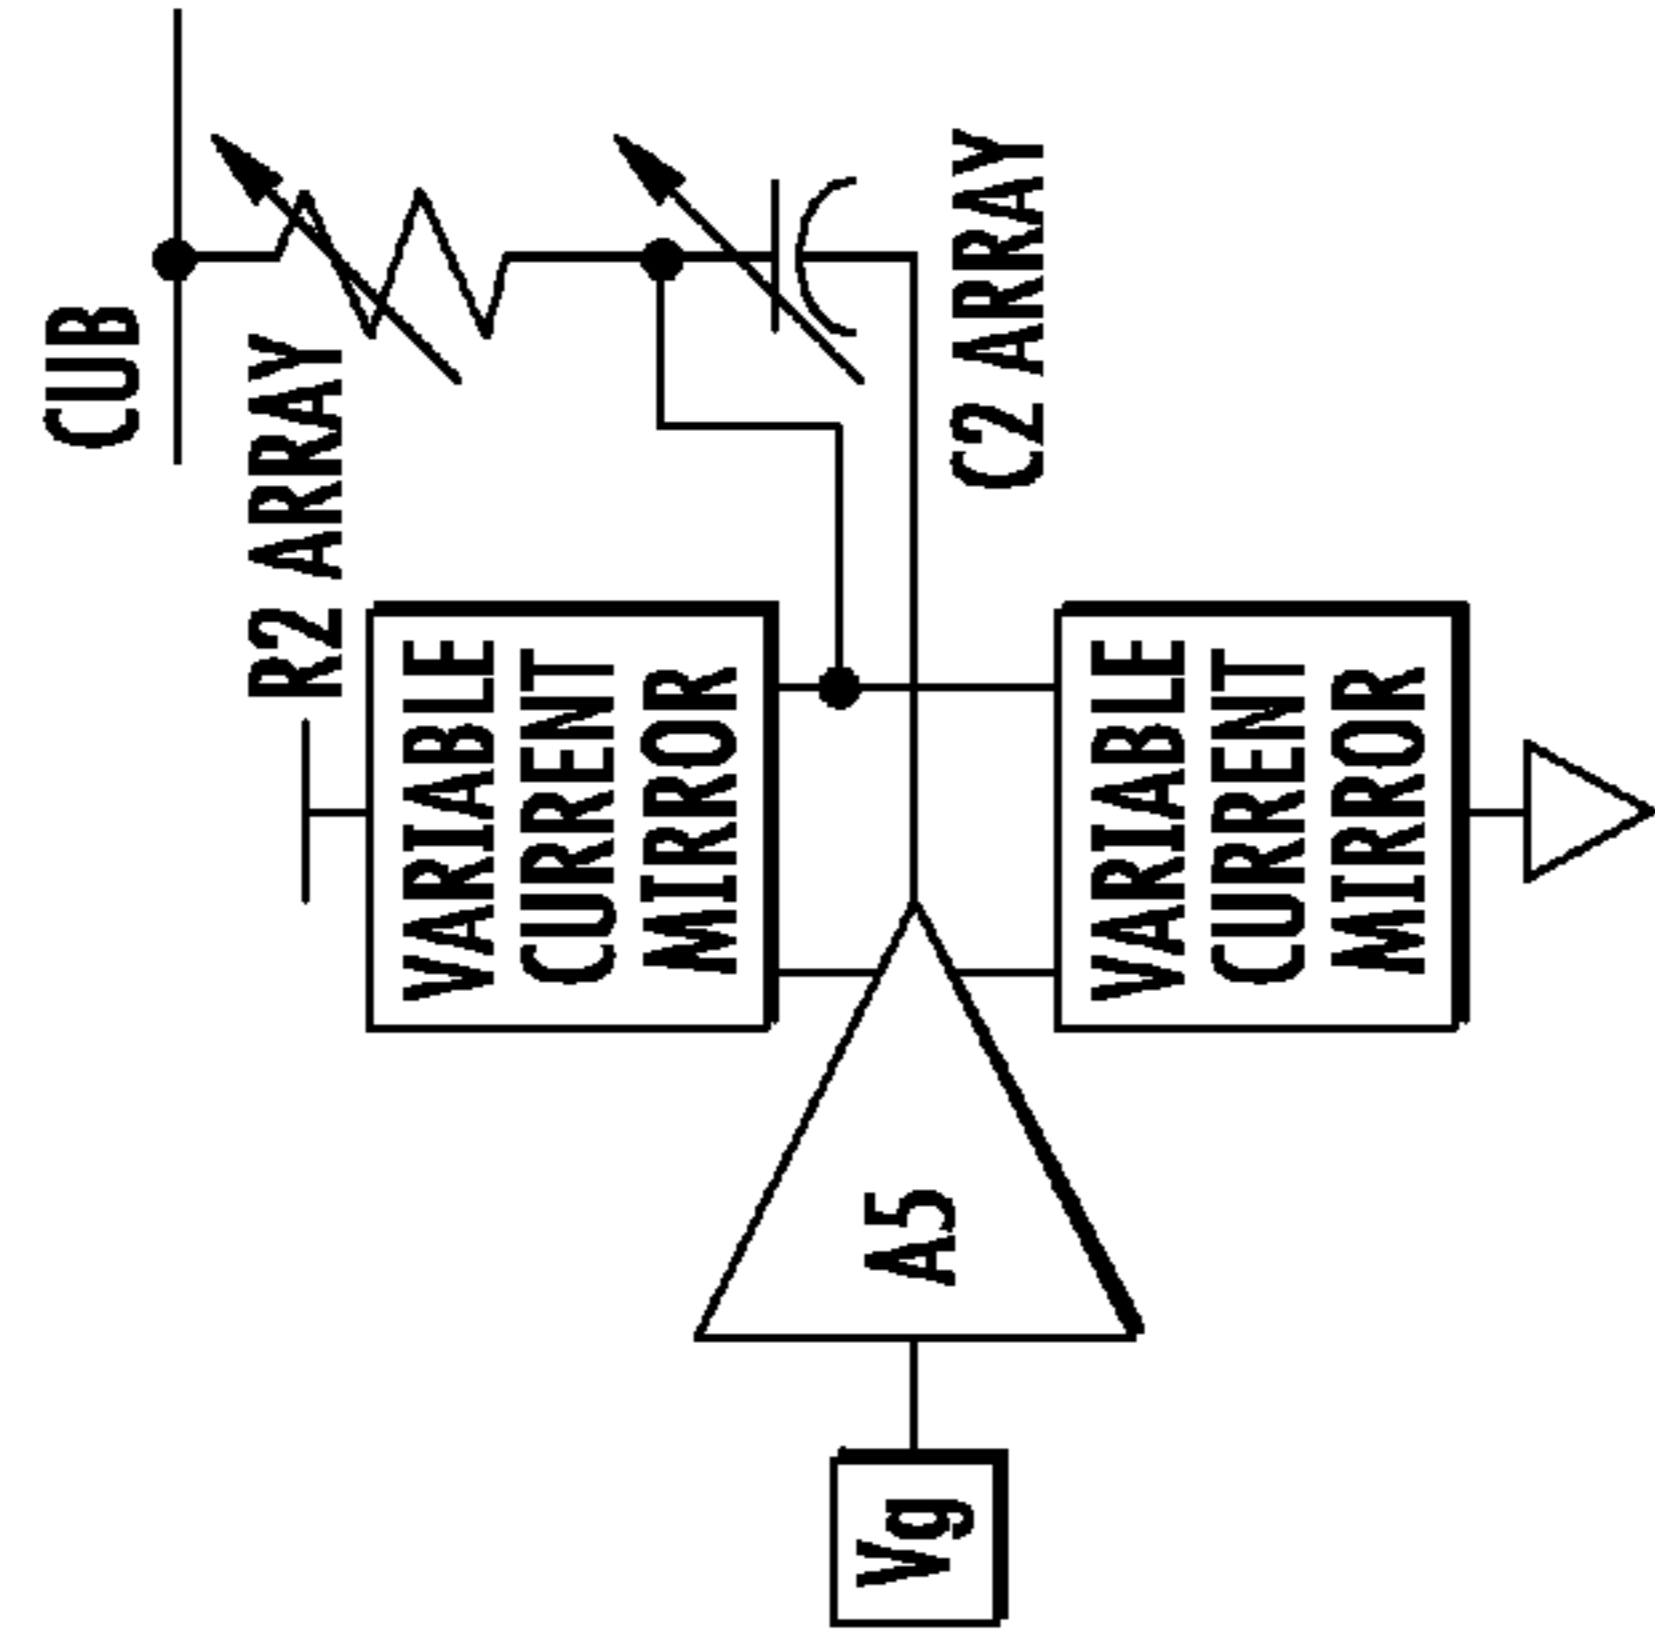 CUB
R2 ARRAY
C2 ARRAY
VARIABLE
CURRENT
MIRROR
VARIABLE
CURRENT
MIRROR
A5
Vg